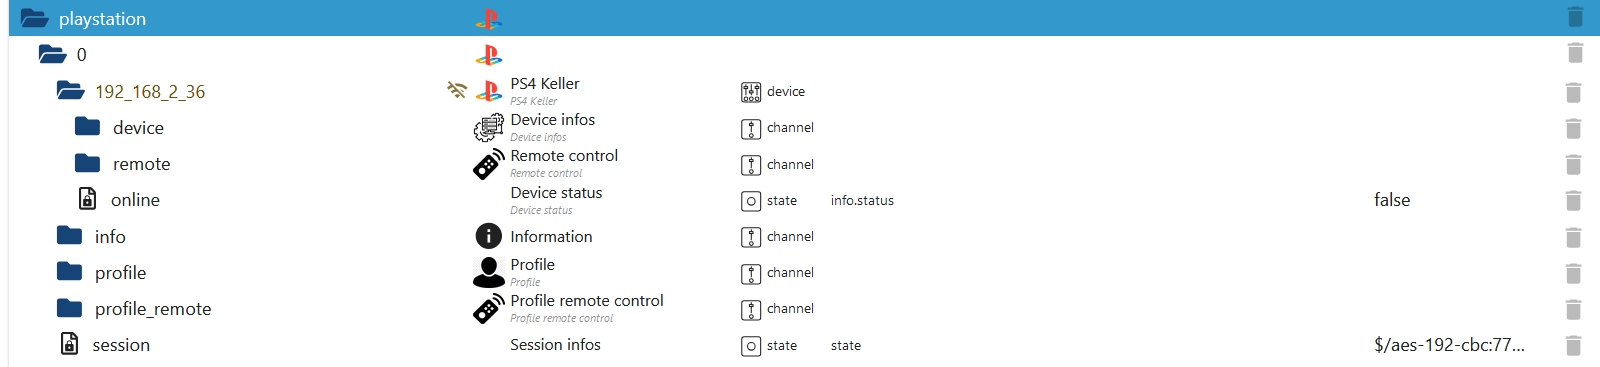 playstation
0
192_168_2_36 PS4 Keller device
PS4 Keller
device Device infos channel
Device infos
remote Remote control channel
Remote control
online Device status state info.status false
Device status
info Information channel
profile Profile channel
Profile
profile_remote Profile remote control channel
Profile remote control
session Session infos state state $/aes-192-cbc:77...